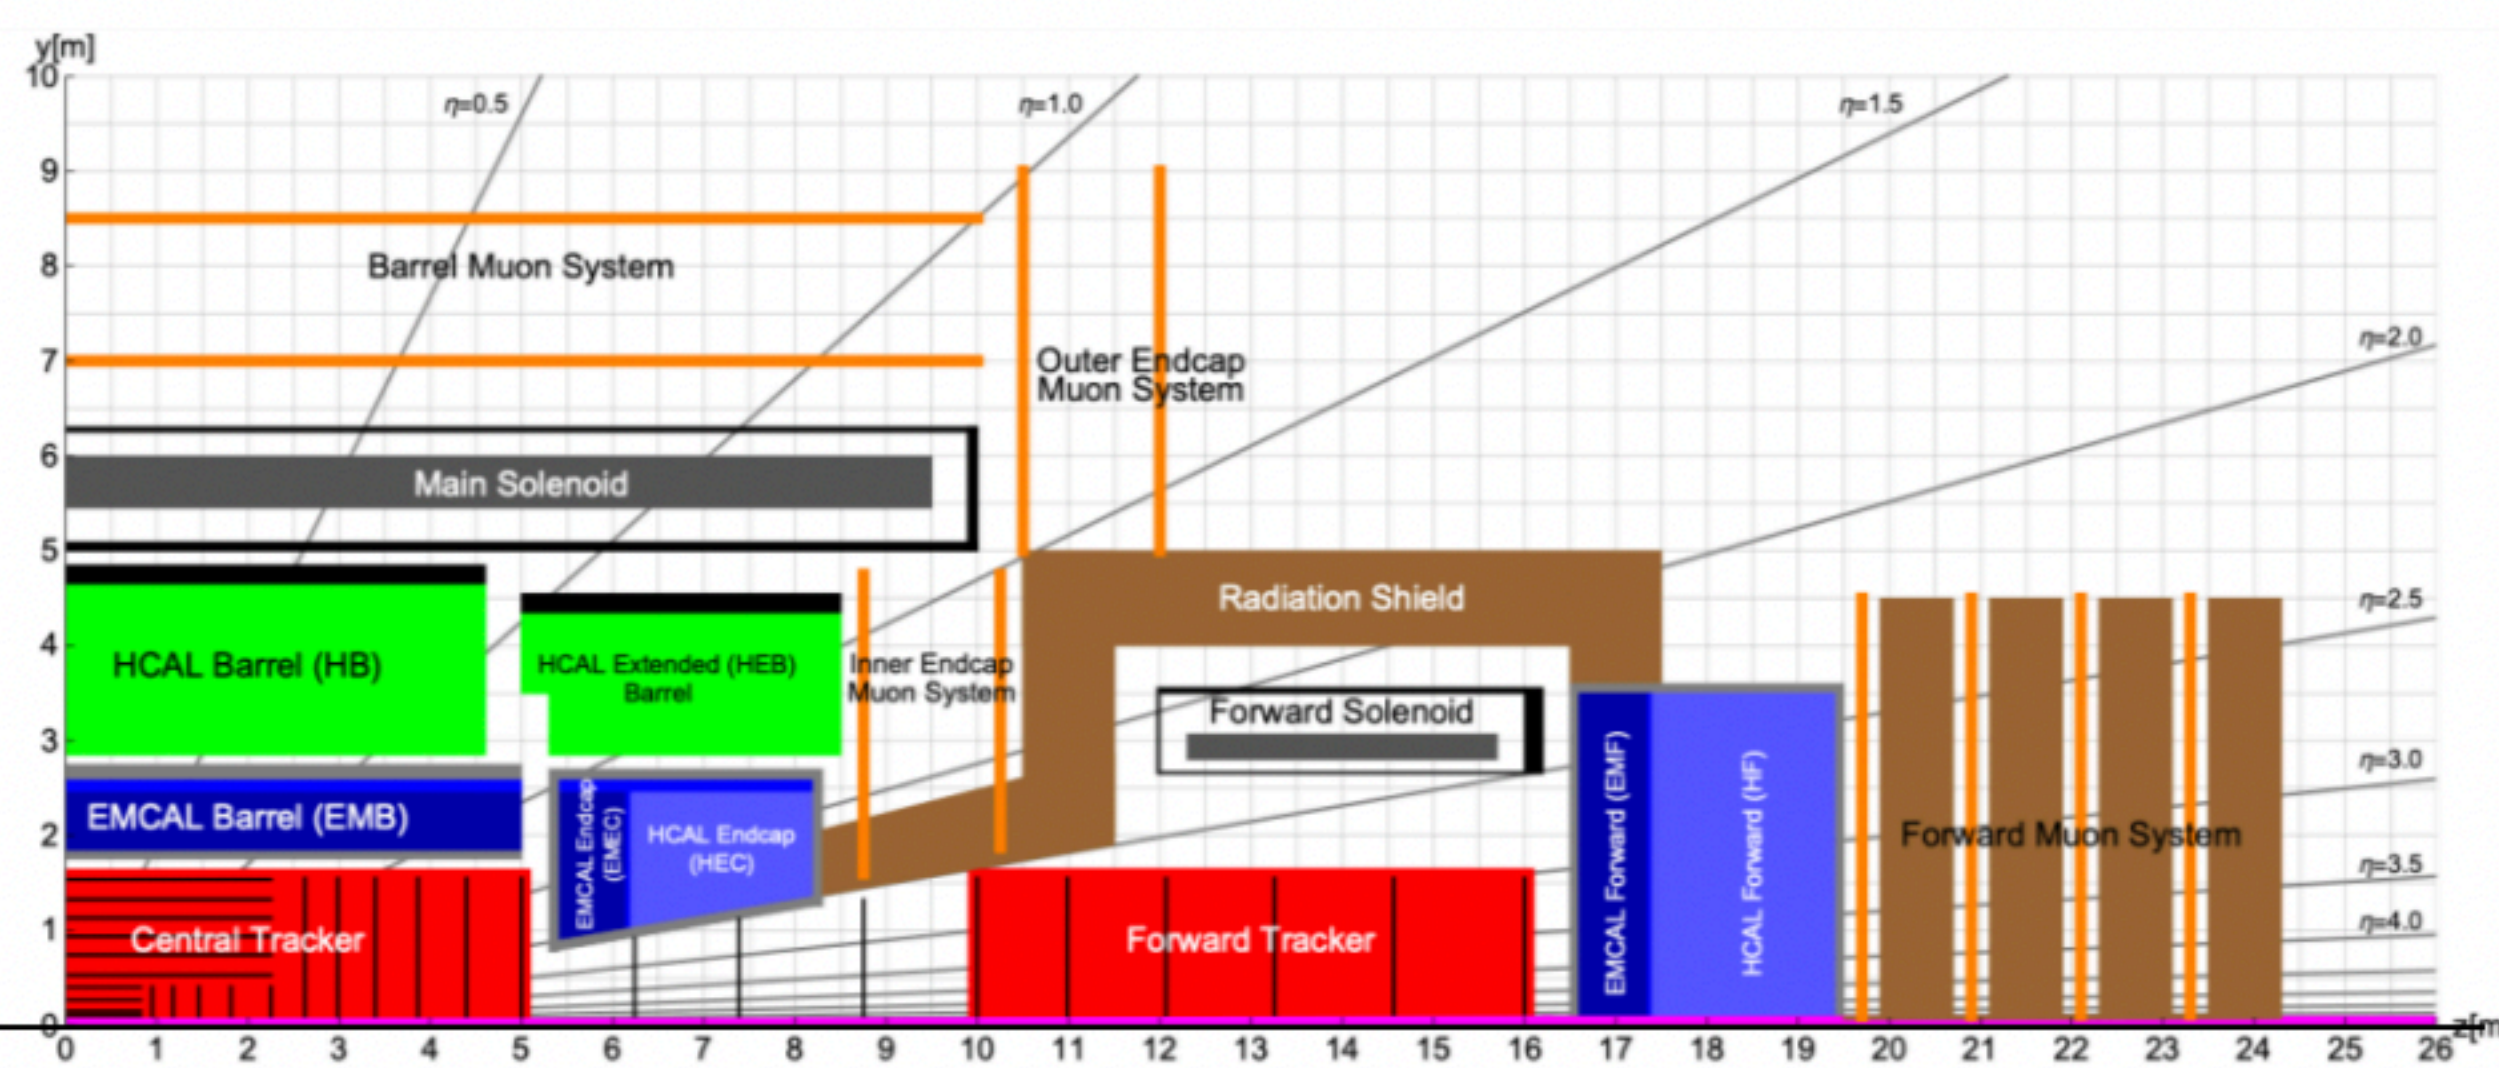 y[m]
10
η=0.5
η=1.0
η=1.5
9
8
Barrel Muon System
7
Outer Endcap
Muon System
η=2.0
6
Main Solenoid
5
Radiation Shield
η=2.5
4
HCAL Barrel (HB)
HCAL Extended (HEB)
Barrel
Inner Endcap
Muon System
Forward Solenoid
3
η=3.0
EMCAL Barrel (EMB)
EMCAL Endcap
(EMEC)
HCAL Endcap
(HEC)
EMCAL Forward (EMF)
HCAL Forward (HF)
2
Forward Muon System
η=3.5
1
Central Tracker
Forward Tracker
η=4.0
0
z[m
0 1 2 3 4 5 6 7 8 9 10 11 12 13 14 15 16 17 18 19 20 21 22 23 24 25 26